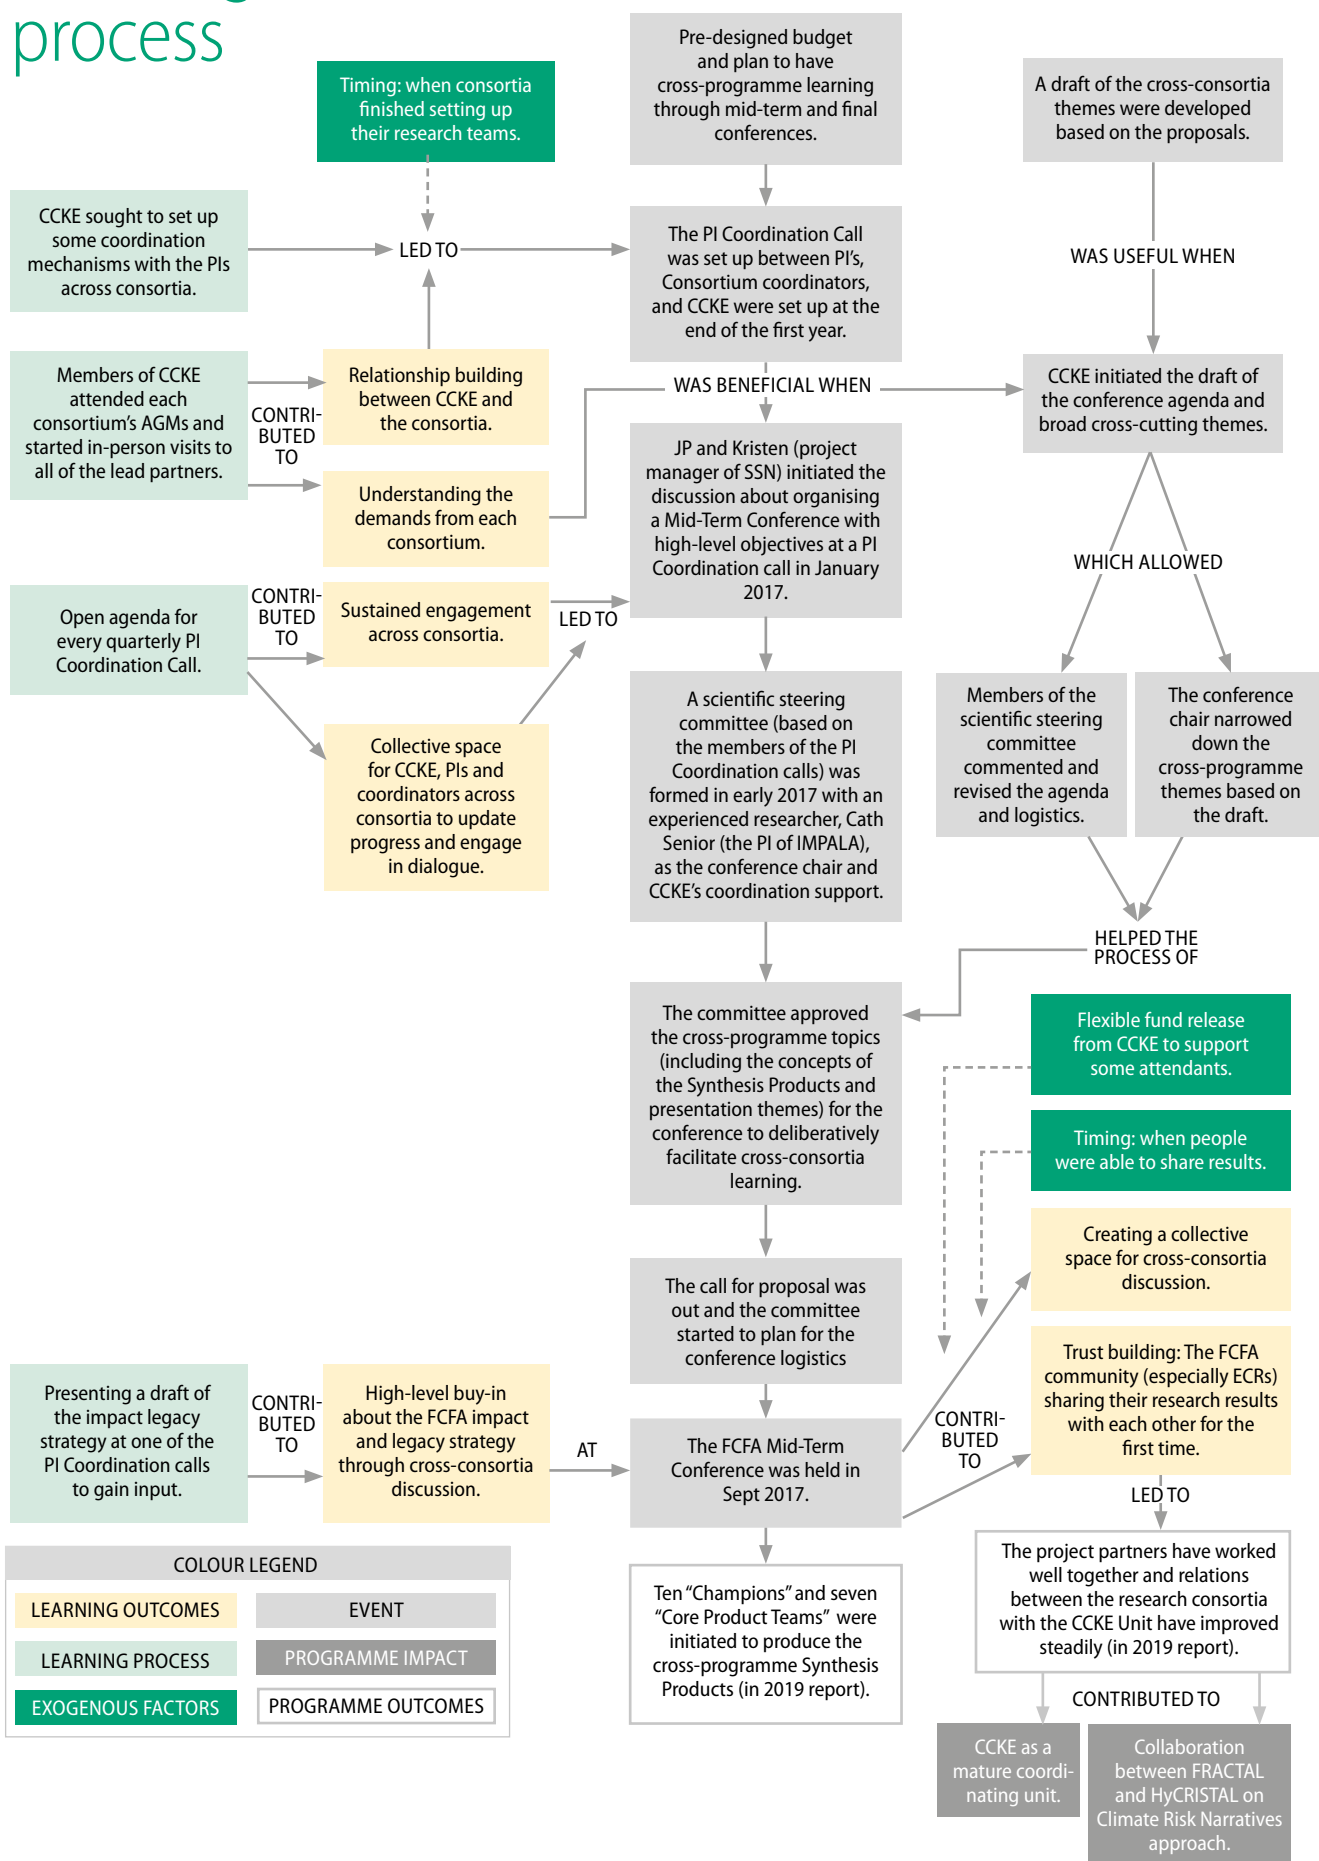 process
Timing: when consortia
finished setting up
their research teams.
Pre-designed budget
and plan to have
cross-programme learning
through mid-term and final
conferences.
A draft of the cross-consortia
themes were developed
based on the proposals.
CCKE sought to set up
some coordination
mechanisms with the PIs
across consortia.
LED TO
The PI Coordination Call
was set up between PI's,
Consortium coordinators,
and CCKE were set up at the
end of the first year.
WAS USEFUL WHEN
Members of CCKE
attended each
consortium's AGMs and
started in-person visits to
all of the lead partners.
CONTRI-
BUTED
TO
Relationship building
between CCKE and
the consortia.
Understanding the
demands from each
consortium.
WAS BENEFICIAL WHEN
CCKE initiated the draft of
the conference agenda and
broad cross-cutting themes.
JP and Kristen (project
manager of SSN) initiated the
discussion about organising
a Mid-Term Conference with
high-level objectives at a PI
Coordination call in January
2017.
WHICH ALLOWED
Open agenda for
every quarterly PI
Coordination Call.
CONTRI-
BUTED
TO
Sustained engagement
across consortia.
LED TO
Collective space
for CCKE, PIs and
coordinators across
consortia to update
progress and engage
in dialogue.
A scientific steering
committee (based on
the members of the PI
Coordination calls) was
formed in early 2017 with an
experienced researcher, Cath
Senior (the PI of IMPALA),
as the conference chair and
CCKE's coordination support.
Members of the
scientific steering
committee
commented and
revised the agenda
and logistics.
The conference
chair narrowed
down the
cross-programme
themes based on
the draft.
HELPED THE
PROCESS OF
The committee approved
the cross-programme topics
(including the concepts of
the Synthesis Products and
presentation themes) for the
conference to deliberatively
facilitate cross-consortia
learning.
Flexible fund release
from CCKE to support
some attendants.
Timing: when people
were able to share results.
Creating a collective
space for cross-consortia
discussion.
The call for proposal was
out and the committee
started to plan for the
conference logistics
Trust building: The FCFA
community (especially ECRs)
sharing their research results
with each other for the
first time.
Presenting a draft of
the impact legacy
strategy at one of the
PI Coordination calls
to gain input.
CONTRI-
BUTED
TO
High-level buy-in
about the FCFA impact
and legacy strategy
through cross-consortia
discussion.
AT
The FCFA Mid-Term
Conference was held in
Sept 2017.
CONTRI-
BUTED
TO
LED TO
The project partners have worked
well together and relations
between the research consortia
with the CCKE Unit have improved
steadily (in 2019 report).
Ten "Champions" and seven
"Core Product Teams" were
initiated to produce the
cross-programme Synthesis
Products (in 2019 report).
CONTRIBUTED TO
CCKE as a
mature coordi-
nating unit.
Collaboration
between FRACTAL
and HyCRISTAL on
Climate Risk Narratives
approach.
COLOUR LEGEND
LEARNING OUTCOMES
EVENT
LEARNING PROCESS
PROGRAMME IMPACT
EXOGENOUS FACTORS
PROGRAMME OUTCOMES